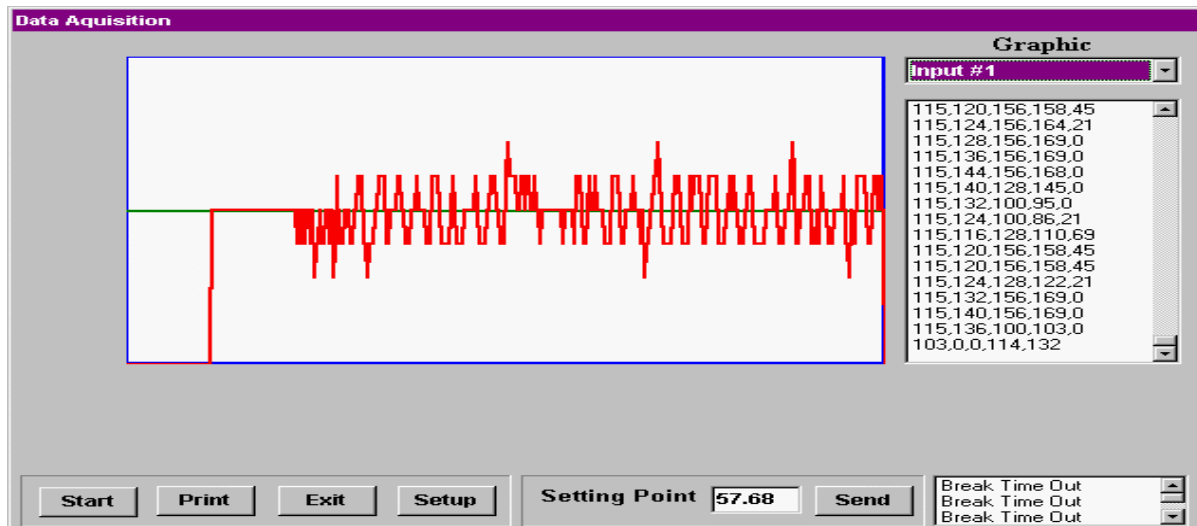 Data Aquisition
Graphic
Input #1
115,120,156,158,45
115,124,156,164,21
115,128,156,169,0
115,136,156,169,0
115,144,156,168,0
115,140,128,145,0
115,132,100,95,0
115,124,100,86,21
115,116,128,110,69
115,120,156,158,45
115,120,156,158,45
115,124,128,122,21
115,132,156,169,0
115,140,156,169,0
115,136,100,103,0
103,0,0,114,132
Start Print Exit Setup
Setting Point 57.68 Send
Break Time Out
Break Time Out
Break Time Out